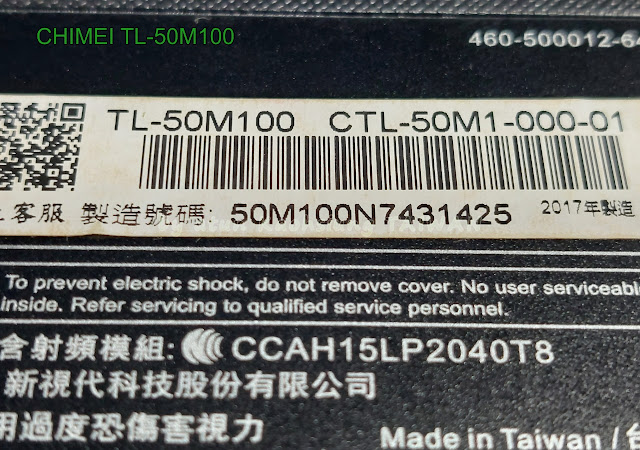 CHIMEI TL-50M100
460-500012-64
TL-50M100 CTL-50M1-000-01
客服 製造號碼: 50M100N7431425 2017年製造
To prevent electric shock, do not remove cover. No user serviceable
inside. Refer servicing to qualified service personnel.
含射頻模組: CCAH15LP2040T8
新視代科技股份有限公司
用過度恐傷害視力
Made in Taiwan / 台